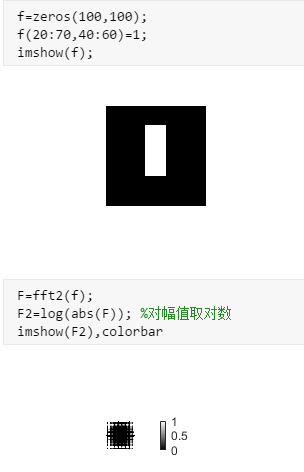 f=zeros(100,100);
f(20:70,40:60)=1;
imshow(f);
F=fft2(f);
F2=log(abs(F)); %对幅值取对数
imshow(F2),colorbar
1
0.5
0